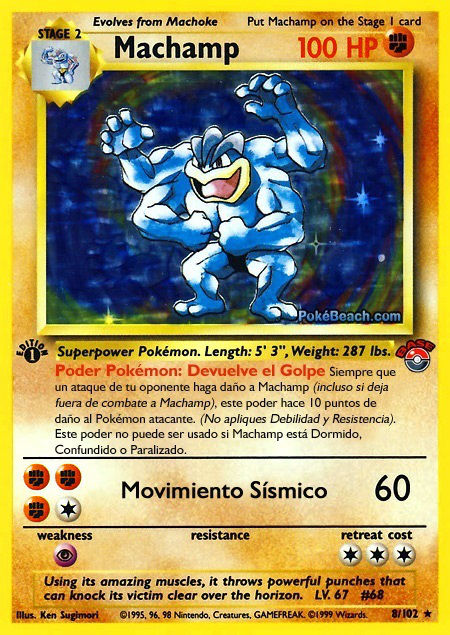 Evolves from Machoke
Put Machamp on the Stage 1 card
STAGE 2
Machamp
100 HP
PokéBeach.com
EDITION
1
Superpower Pokémon. Length: 5' 3", Weight: 287 lbs.
BASE
Poder Pokémon: Devuelve el Golpe Siempre que
un ataque de tu oponente haga daño a Machamp (incluso si deja
fuera de combate a Machamp), este poder hace 10 puntos de
daño al Pokémon atacante. (No apliques Debilidad y Resistencia).
Este poder no puede ser usado si Machamp está Dormido,
Confundido o Paralizado.
Movimiento Sísmico 60
weakness resistance retreat cost
Using its amazing muscles, it throws powerful punches that
can knock its victim clear over the horizon. LV. 67 #68
Illus. Ken Sugimori ©1995, 96, 98 Nintendo, Creatures, GAMEFREAK. ©1999 Wizards. 8/102 ★